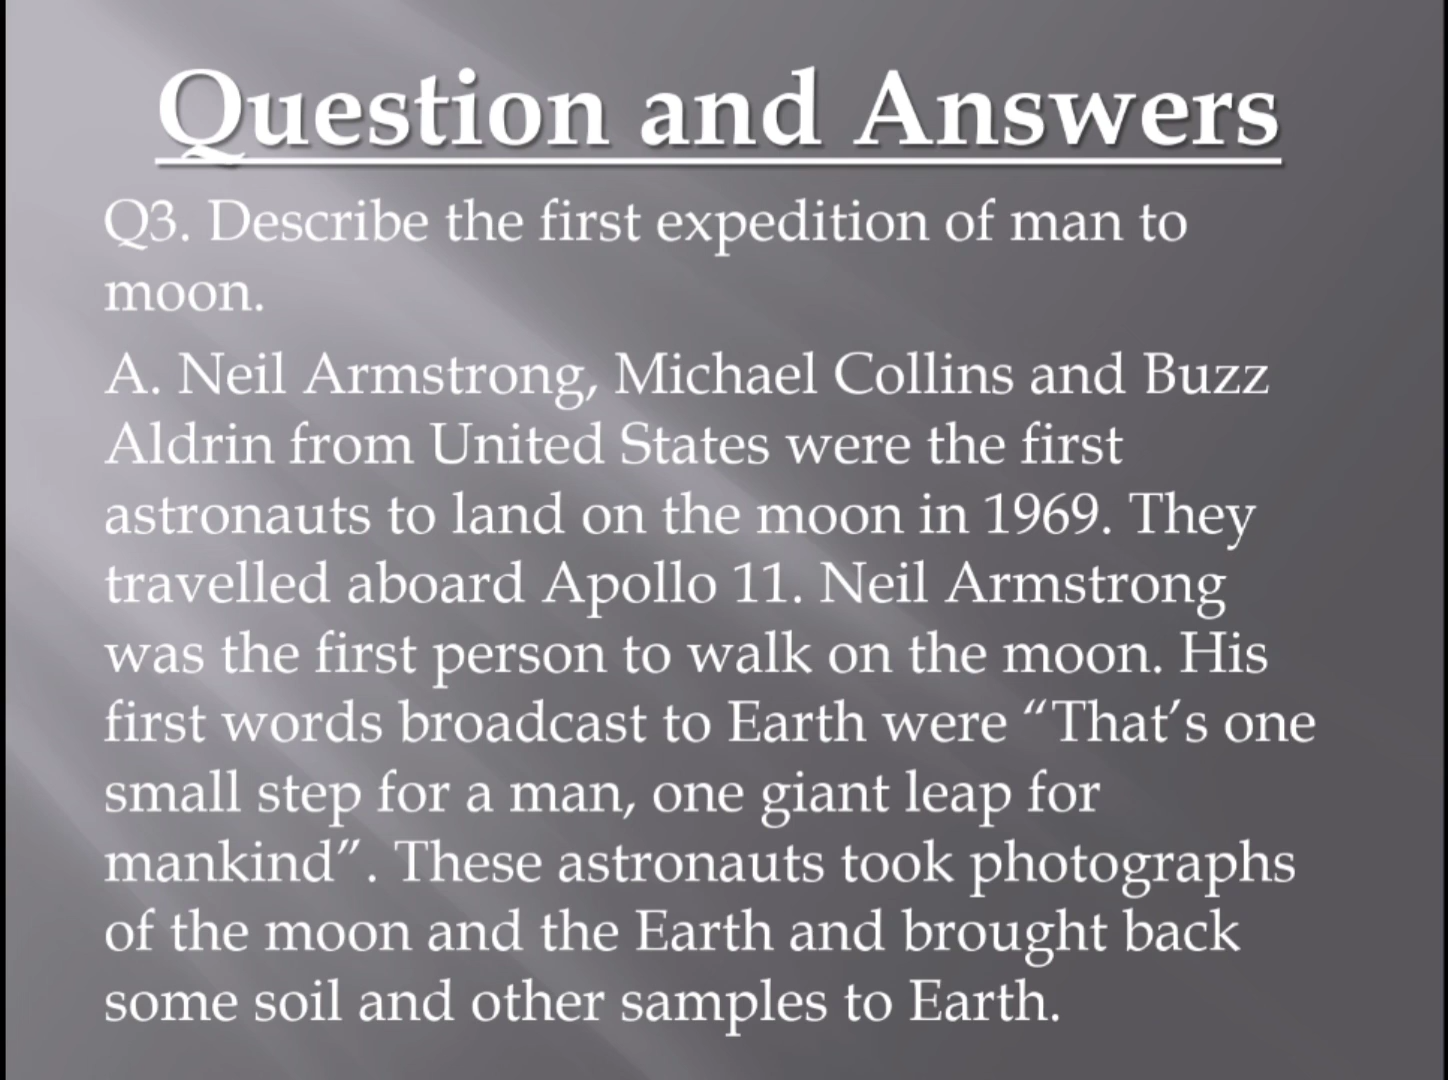 Question and Answers
Q3. Describe the first expedition of man to
moon.
A. Neil Armstrong, Michael Collins and Buzz
Aldrin from United States were the first
astronauts to land on the moon in 1969. They
travelled aboard Apollo 11. Neil Armstrong
was the first person to walk on the moon. His
first words broadcast to Earth were “That’s one
small step for a man, one giant leap for
mankind”. These astronauts took photographs
of the moon and the Earth and brought back
some soil and other samples to Earth.